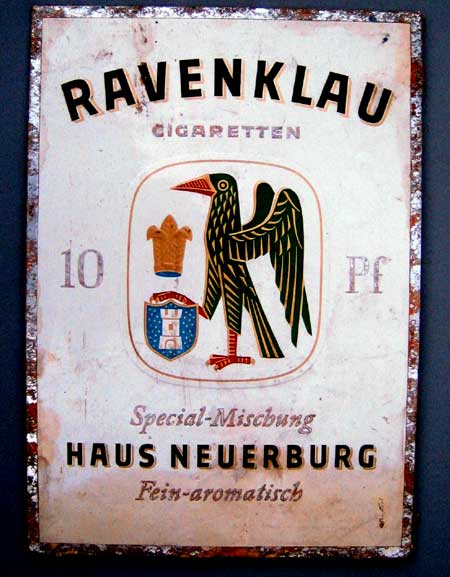 RAVENKLAU
CIGARETTEN
10 Pf
Special-Mischung
HAUS NEUERBURG
Fein-aromatisch